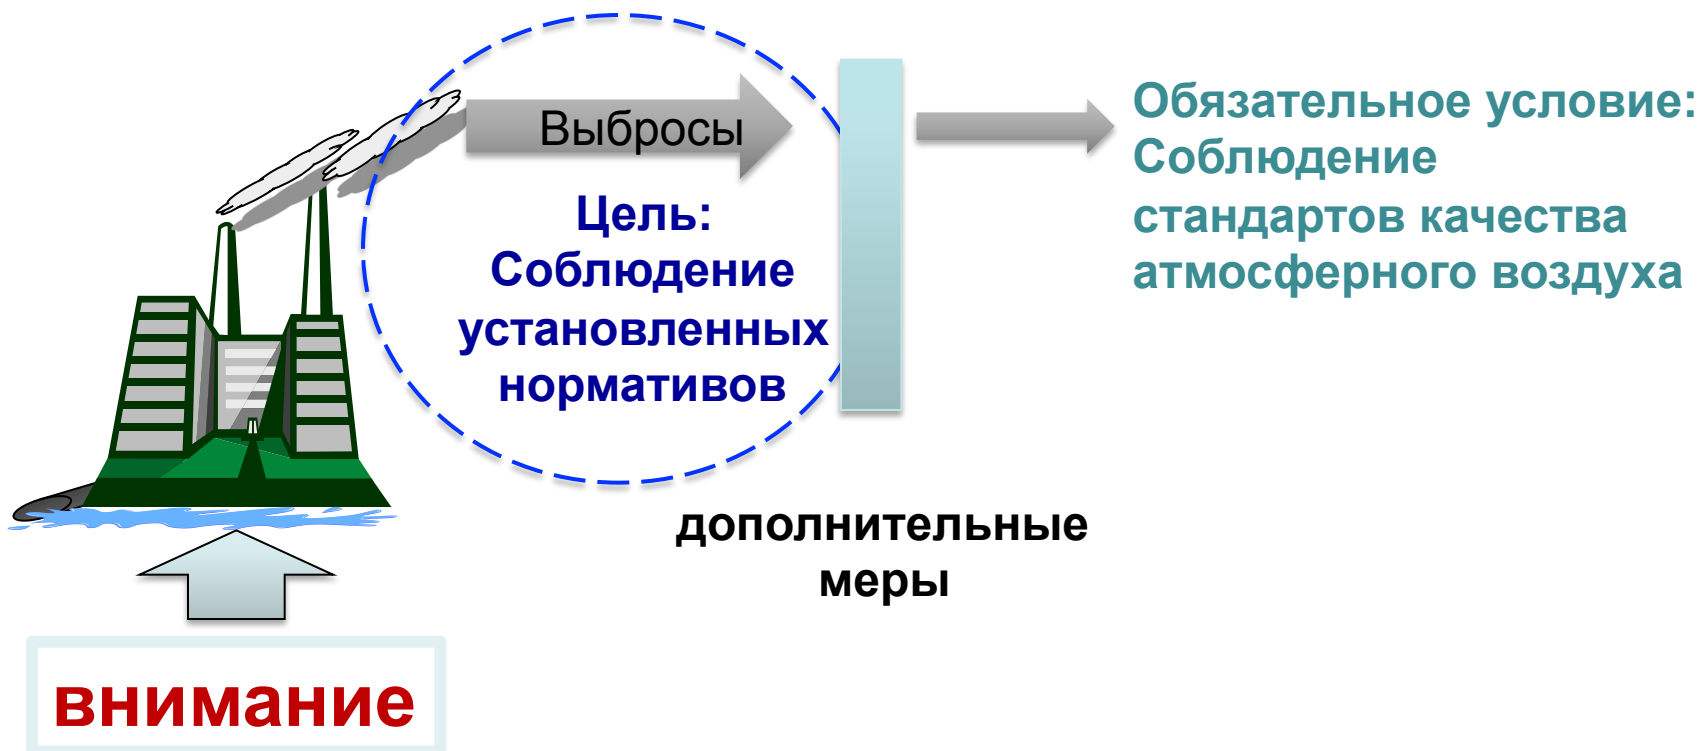 Выбросы
Цель:
Соблюдение
установленных
нормативов
Обязательное условие:
Соблюдение
стандартов качества
атмосферного воздуха
дополнительные
меры
внимание